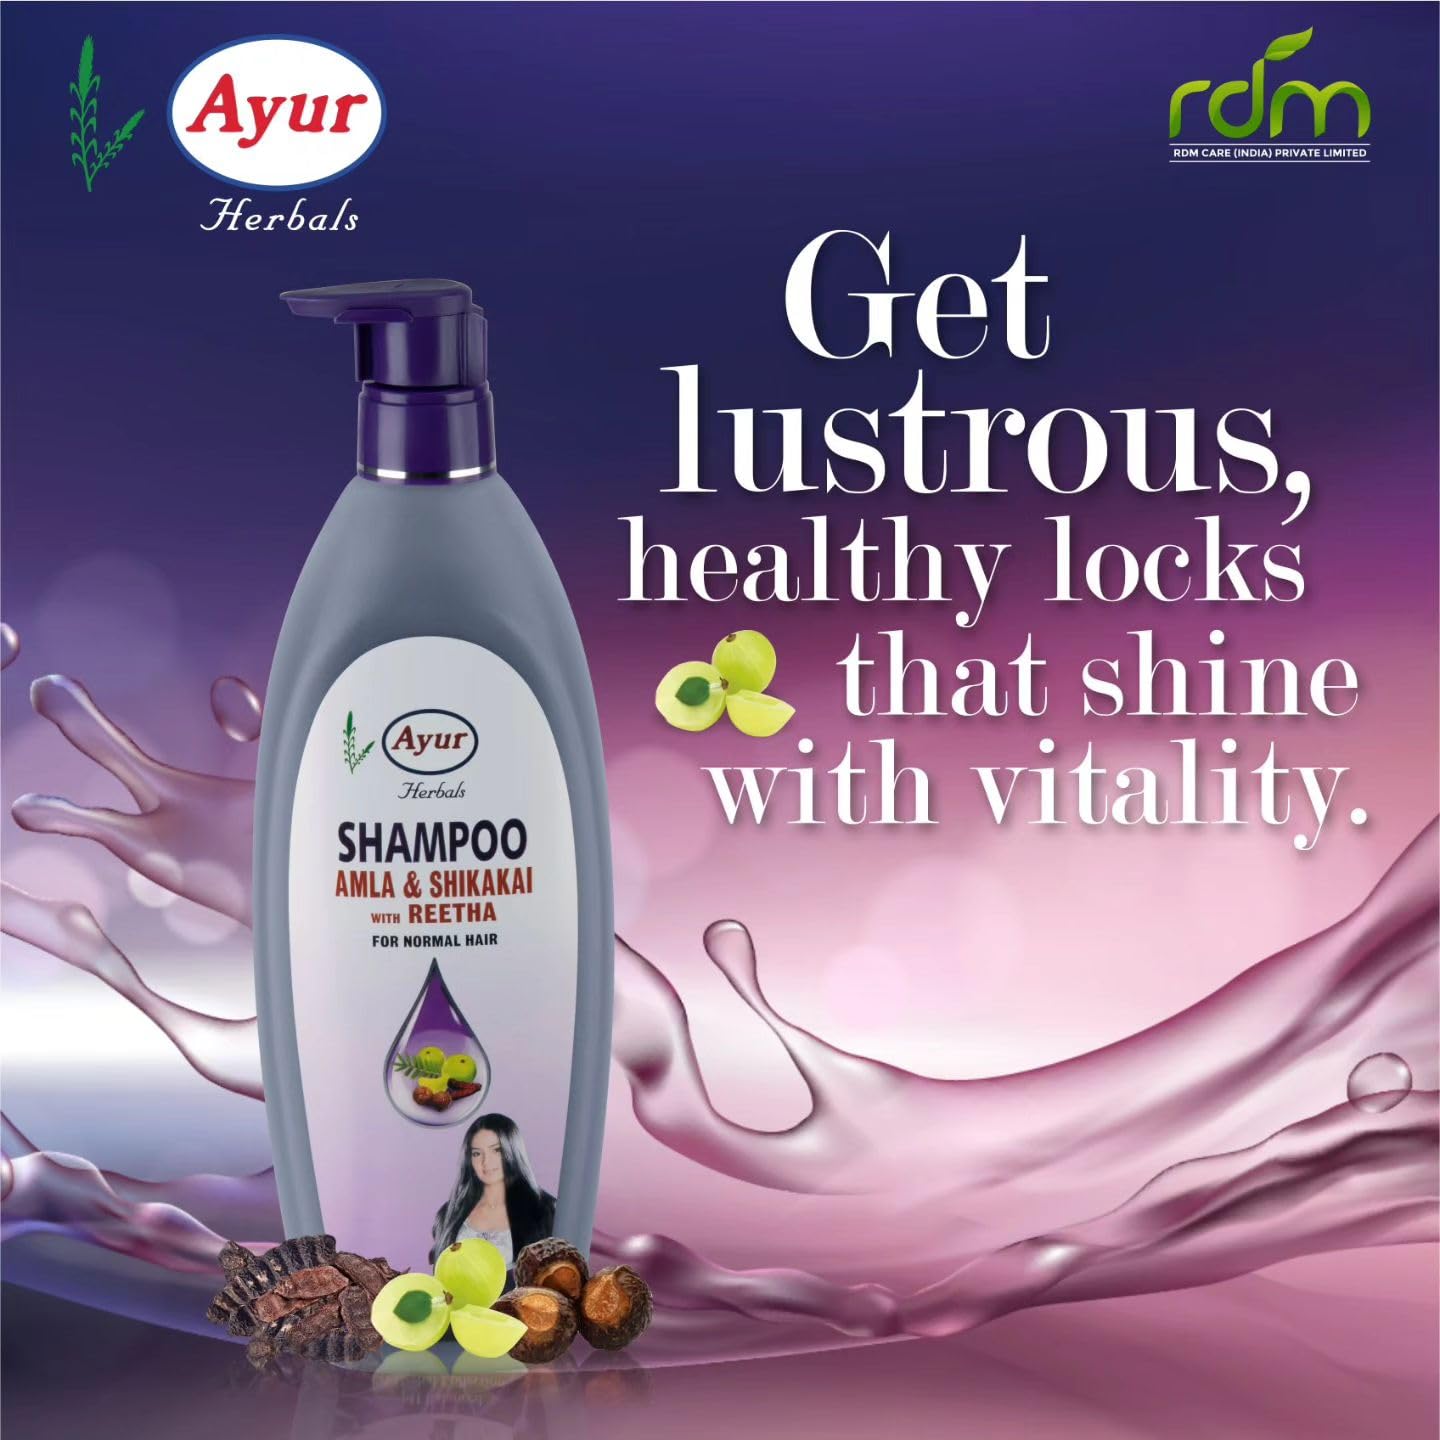 Ayur
Herbals
rdm
RDM CARE (INDIA) PRIVATE LIMITED
Get
lustrous,
healthy locks
that shine
with vitality.
Ayur
Herbals
SHAMPOO
AMLA & SHIKAKAI
WITH REETHA
FOR NORMAL HAIR